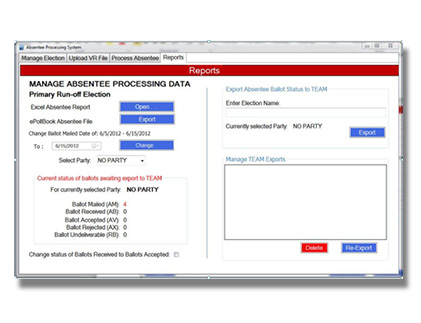 Absentee Processing System
Manage Election Upload VR File Process Absentee Reports
Reports
MANAGE ABSENTEE PROCESSING DATA
Primary Run-off Election
Excel Absentee Report Open...
ePollBook Absentee File Export
Change Ballot Mailed Date of: 6/5/2012 - 6/15/2012
To : 6/15/2012 Change
Select Party: NO PARTY
Current status of ballots awaiting export to TEAM
For currently selected Party: NO PARTY
Ballot Mailed (AM): 4
Ballot Received (AB): 0
Ballot Accepted (AV): 0
Ballot Rejected (AX): 0
Ballot Undeliverable (RB): 0
Change status of Ballots Received to Ballots Accepted:
Export Absentee Ballot Status to TEAM
Enter Election Name:
Currently selected Party: NO PARTY
Export
Manage TEAM Exports
Delete Re-Export